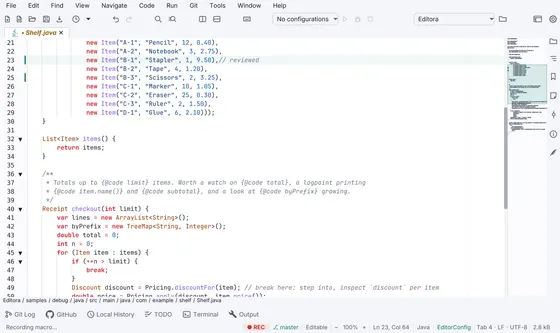 File Edit View Navigate Code Run Git Tools Window Help
No configurations
Editora
Shelf.java
21 new Item("A-1", "Pencil", 12, 0.40),
22 new Item("A-2", "Notebook", 3, 2.75),
23 new Item("B-1", "Stapler", 1, 9.50),// reviewed
24 new Item("B-2", "Tape", 4, 1.20),
25 new Item("B-3", "Scissors", 2, 3.25),
26 new Item("C-1", "Marker", 10, 1.05),
27 new Item("C-2", "Eraser", 25, 0.30),
28 new Item("C-3", "Ruler", 2, 1.50),
29 new Item("D-1", "Glue", 6, 2.10)));
30 }
31
32 List<Item> items() {
33 return items;
34 }
35
36 /**
37 * Totals up to {@code limit} items. Worth a watch on {@code total}, a logpoint printing
38 * {@code item.name()} and {@code subtotal}, and a look at {@code byPrefix} growing.
39 */
40 Receipt checkout(int limit) {
41 var lines = new ArrayList<String>();
42 var byPrefix = new TreeMap<String, Integer>();
43 double total = 0;
44 int n = 0;
45 for (Item item : items) {
46 if (++n > limit) {
47 break;
48 }
49 Discount discount = Pricing.discountFor(item); // break here: step into, inspect `discount` per item
50 double price = Pricing.apply(discount, item.price());
Editora / samples / debug / java / src / main / java / com / example / shelf / Shelf.java
Git Log GitHub Local History TODO Terminal Output
Recording macro... REC master Editable − 100% + Ln 23, Col 64 Java EditorConfig Tab 4 LF UTF-8 2.9 kB